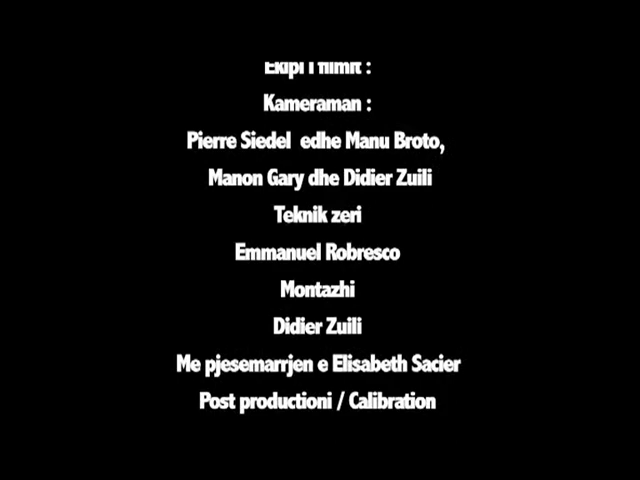 Ekipi i filmit :
Kameraman :
Pierre Siedel edhe Manu Broto,
Manon Gary dhe Didier Zuili
Teknik zeri
Emmanuel Robresco
Montazhi
Didier Zuili
Me pjesemarrjen e Elisabeth Sacier
Post productioni / Calibration